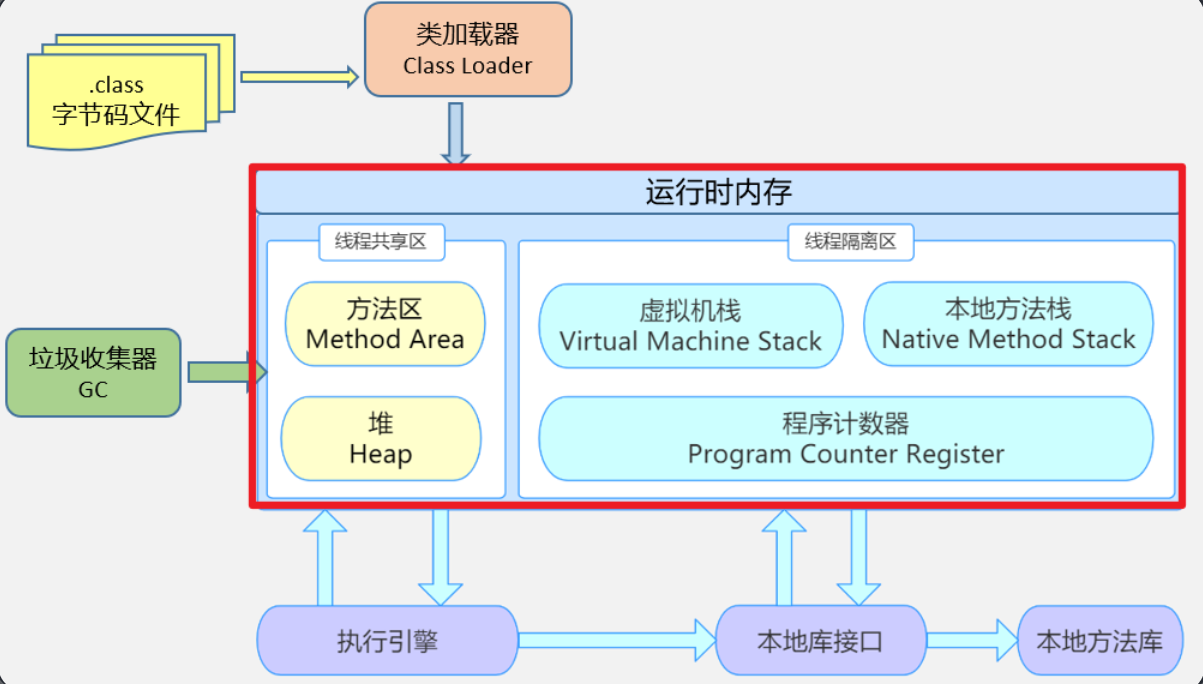 类加载器
Class Loader
.class
字节码文件
运行时内存
线程共享区
线程隔离区
方法区
Method Area
虚拟机栈
Virtual Machine Stack
本地方法栈
Native Method Stack
垃圾收集器
GC
堆
Heap
程序计数器
Program Counter Register
执行引擎
本地库接口
本地方法库